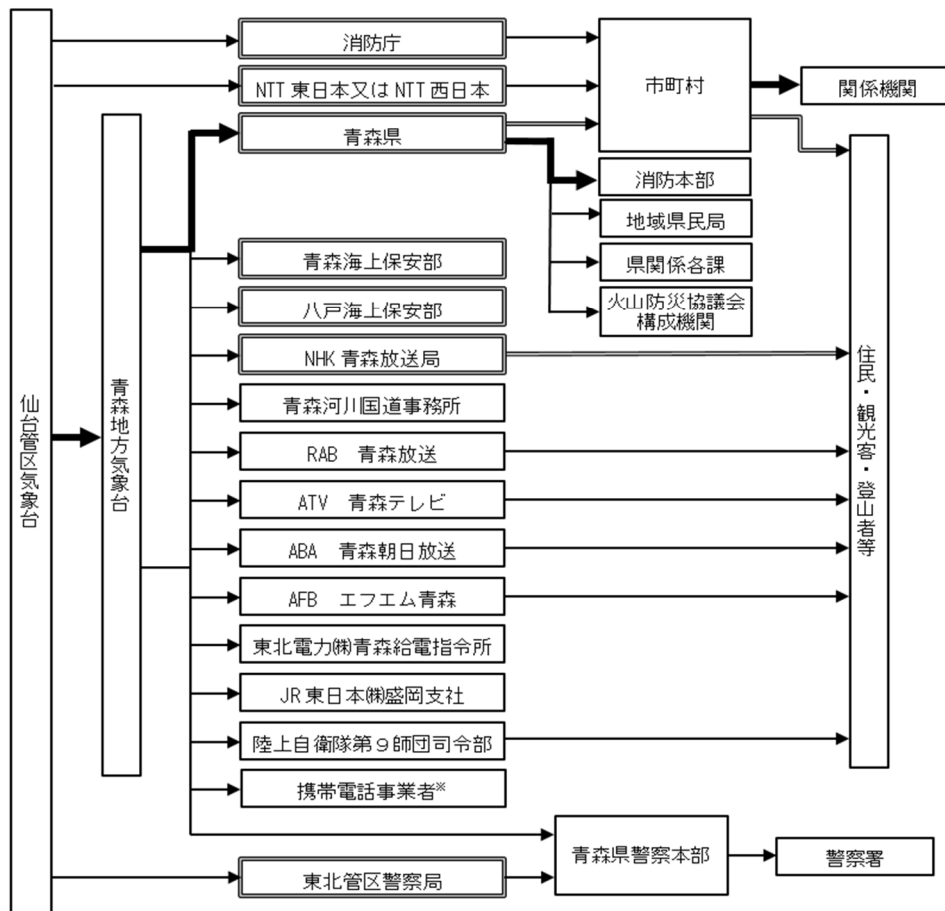 仙台管区気象台
青森地方気象台
消防庁
NTT 東日本又は NTT 西日本
青森県
青森海上保安部
八戸海上保安部
NHK 青森放送局
青森河川国道事務所
RAB　青森放送
ATV　青森テレビ
ABA　青森朝日放送
AFB　エフエム青森
東北電力㈱青森給電指令所
JR 東日本㈱盛岡支社
陸上自衛隊第９師団司令部
携帯電話事業者※
東北管区警察局
市町村
消防本部
地域県民局
県関係各課
火山防災協議会
構成機関
青森県警察本部
関係機関
住民・観光客・登山者等
警察署